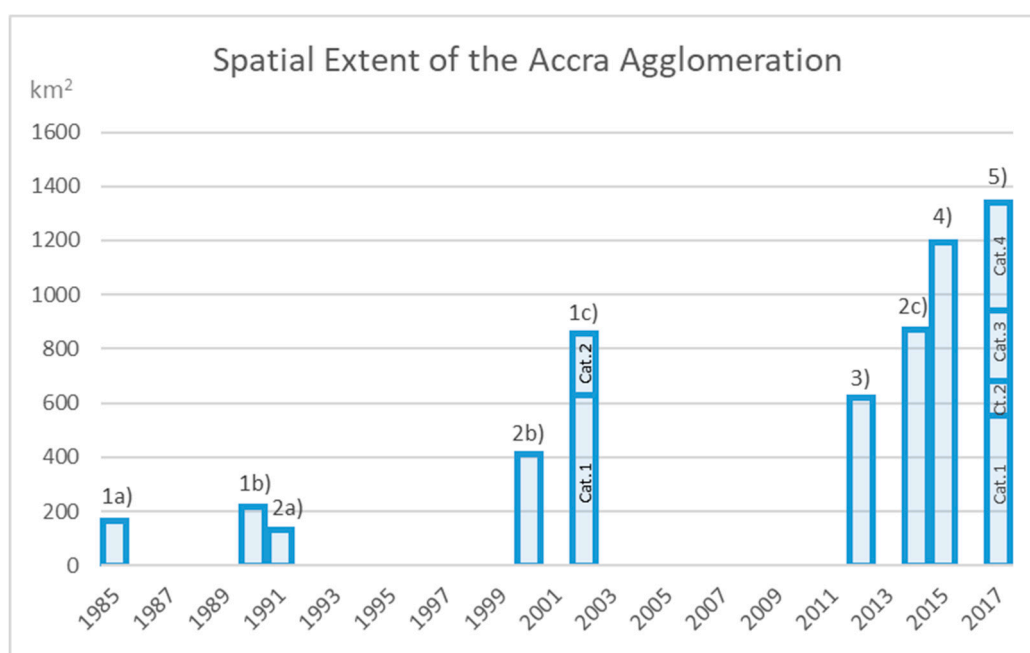 Spatial Extent of the Accra Agglomeration
km²
1600
1400
1200
1000
800
600
400
200
0
1a)
1b)
2a)
2b)
1c)
Cat.2
Cat.1
3)
2c)
4)
5)
Cat.4
Cat.3
Ct.2
Cat.1
1985
1987
1989
1991
1993
1995
1997
1999
2001
2003
2005
2007
2009
2011
2013
2015
2017